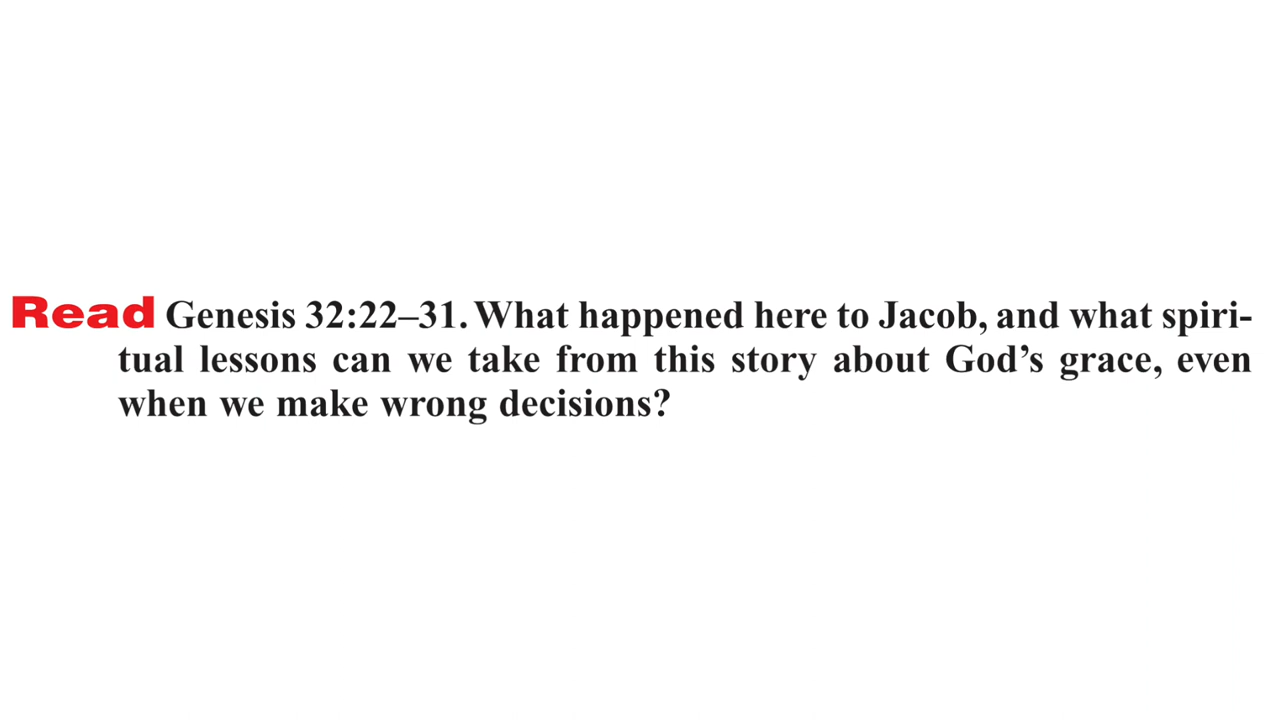 Read Genesis 32:22–31. What happened here to Jacob, and what spiri-
tual lessons can we take from this story about God’s grace, even
when we make wrong decisions?